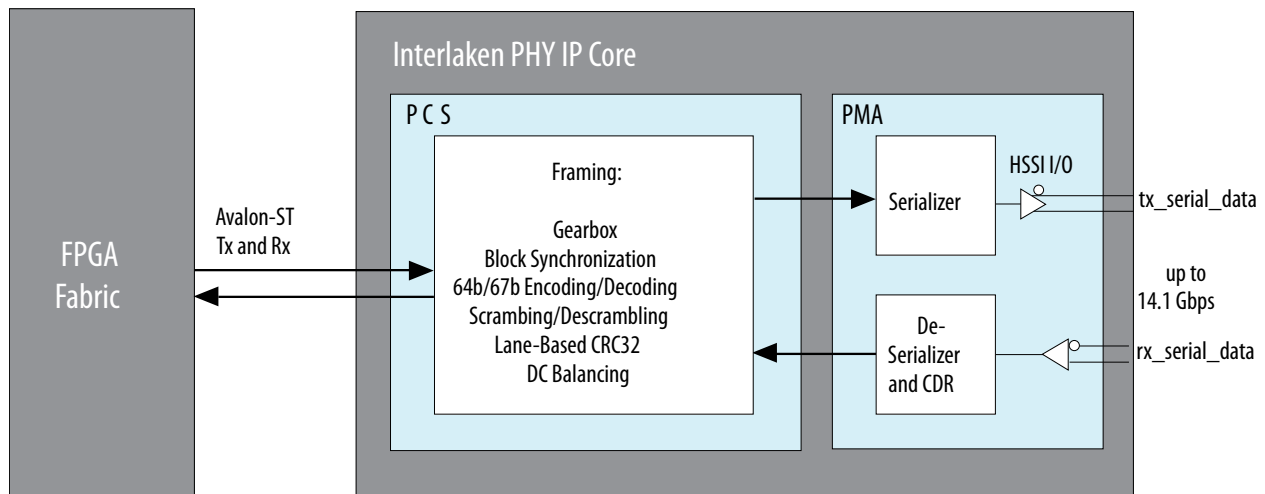 Interlaken PHY IP Core
P C S
PMA
Framing:
Gearbox
Block Synchronization
64b/67b Encoding/Decoding
Scrambing/Descrambling
Lane-Based CRC32
DC Balancing
HSSI I/O
Serializer
tx_serial_data
Avalon-ST
Tx and Rx
FPGA
Fabric
up to
14.1 Gbps
De-
Serializer
and CDR
rx_serial_data